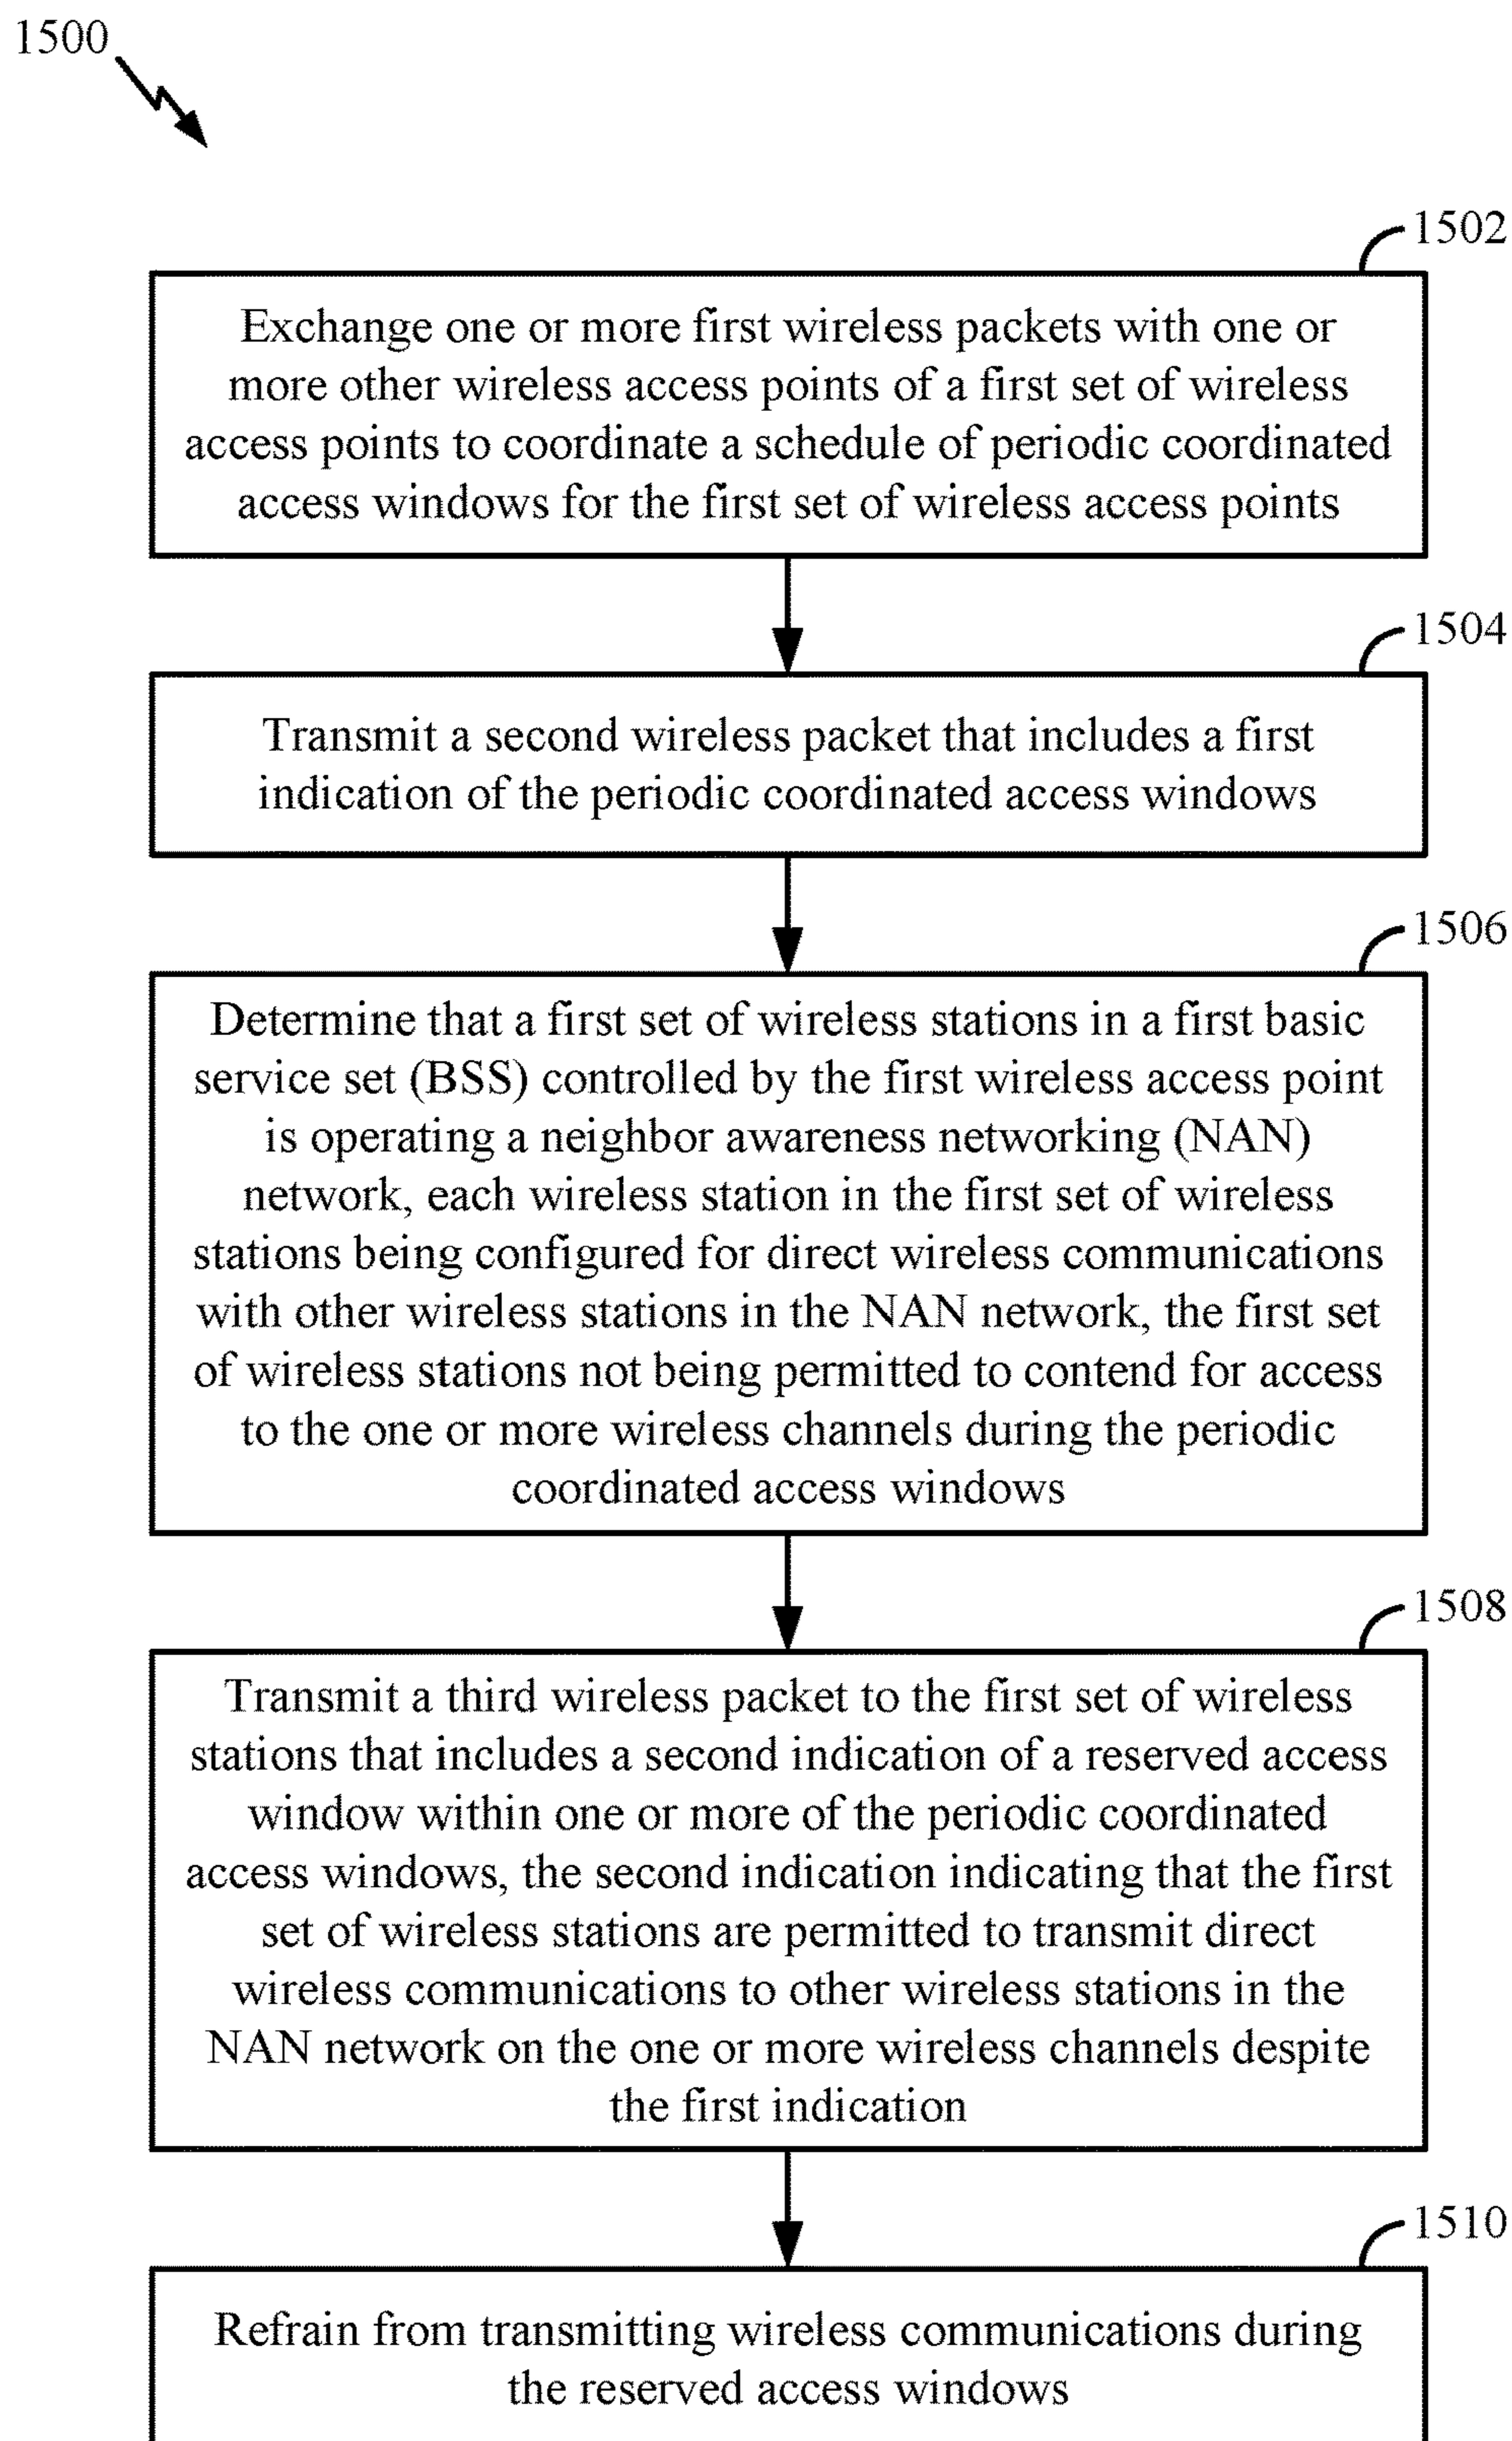 1500
1502
Exchange one or more first wireless packets with one or
more other wireless access points of a first set of wireless
access points to coordinate a schedule of periodic coordinated
access windows for the first set of wireless access points
1504
Transmit a second wireless packet that includes a first
indication of the periodic coordinated access windows
1506
Determine that a first set of wireless stations in a first basic
service set (BSS) controlled by the first wireless access point
is operating a neighbor awareness networking (NAN)
network, each wireless station in the first set of wireless
stations being configured for direct wireless communications
with other wireless stations in the NAN network, the first set
of wireless stations not being permitted to contend for access
to the one or more wireless channels during the periodic
coordinated access windows
1508
Transmit a third wireless packet to the first set of wireless
stations that includes a second indication of a reserved access
window within one or more of the periodic coordinated
access windows, the second indication indicating that the first
set of wireless stations are permitted to transmit direct
wireless communications to other wireless stations in the
NAN network on the one or more wireless channels despite
the first indication
1510
Refrain from transmitting wireless communications during
the reserved access windows